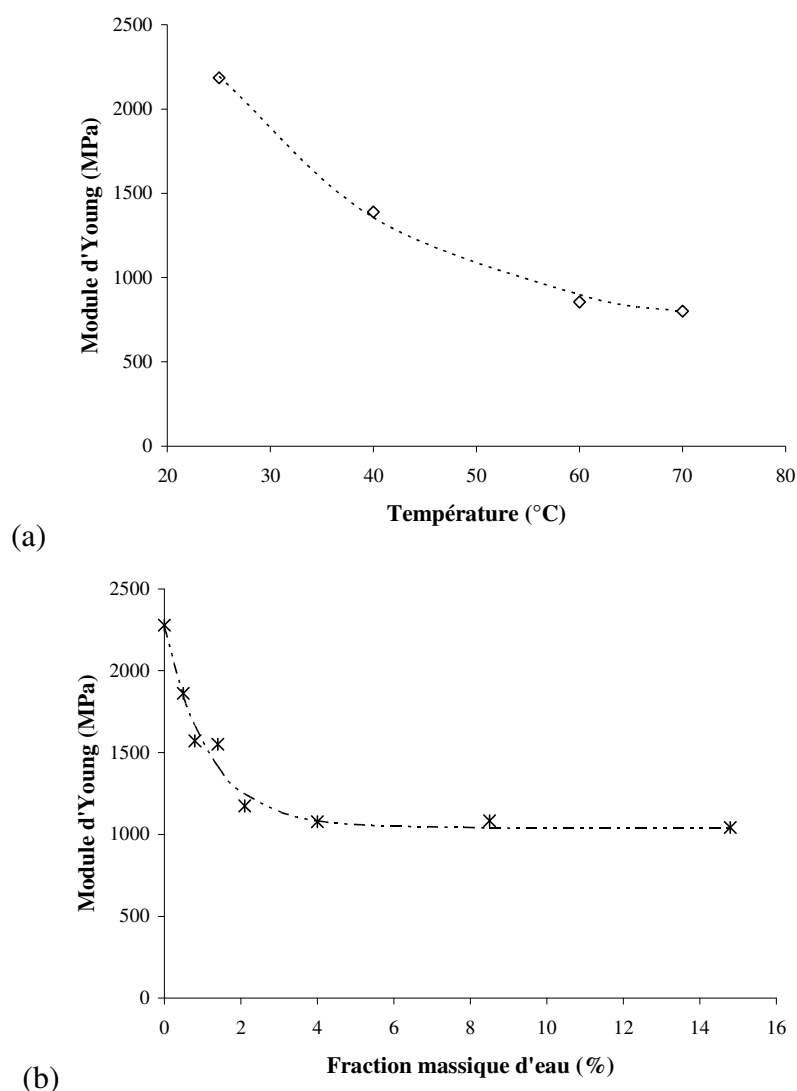 2500
2000
1500
1000
500
0
Module d'Young (MPa)
20 30 40 50 60 70 80
Température (°C)
(a)
2500
2000
1500
1000
500
0
Module d'Young (MPa)
0 2 4 6 8 10 12 14 16
Fraction massique d'eau (%)
(b)